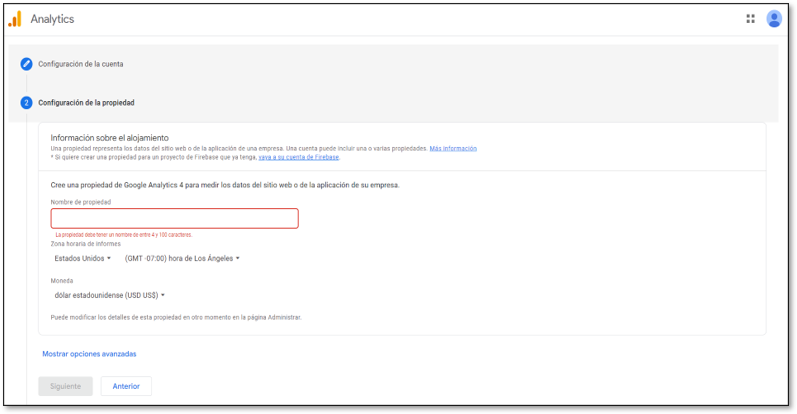 Analytics
Configuración de la cuenta
2 Configuración de la propiedad
Información sobre el alojamiento
Una propiedad representa los datos del sitio web o de la aplicación de una empresa. Una cuenta puede incluir una o varias propiedades. Más información
* Si quiere crear una propiedad para un proyecto de Firebase que ya tenga, vaya a su cuenta de Firebase.
Cree una propiedad de Google Analytics 4 para medir los datos del sitio web o de la aplicación de su empresa.
Nombre de propiedad
La propiedad debe tener un nombre de entre 4 y 100 caracteres.
Zona horaria de informes
Estados Unidos (GMT -07:00) hora de Los Ángeles
Moneda
dólar estadounidense (USD US$)
Puede modificar los detalles de esta propiedad en otro momento en la página Administrar.
Mostrar opciones avanzadas
Siguiente Anterior